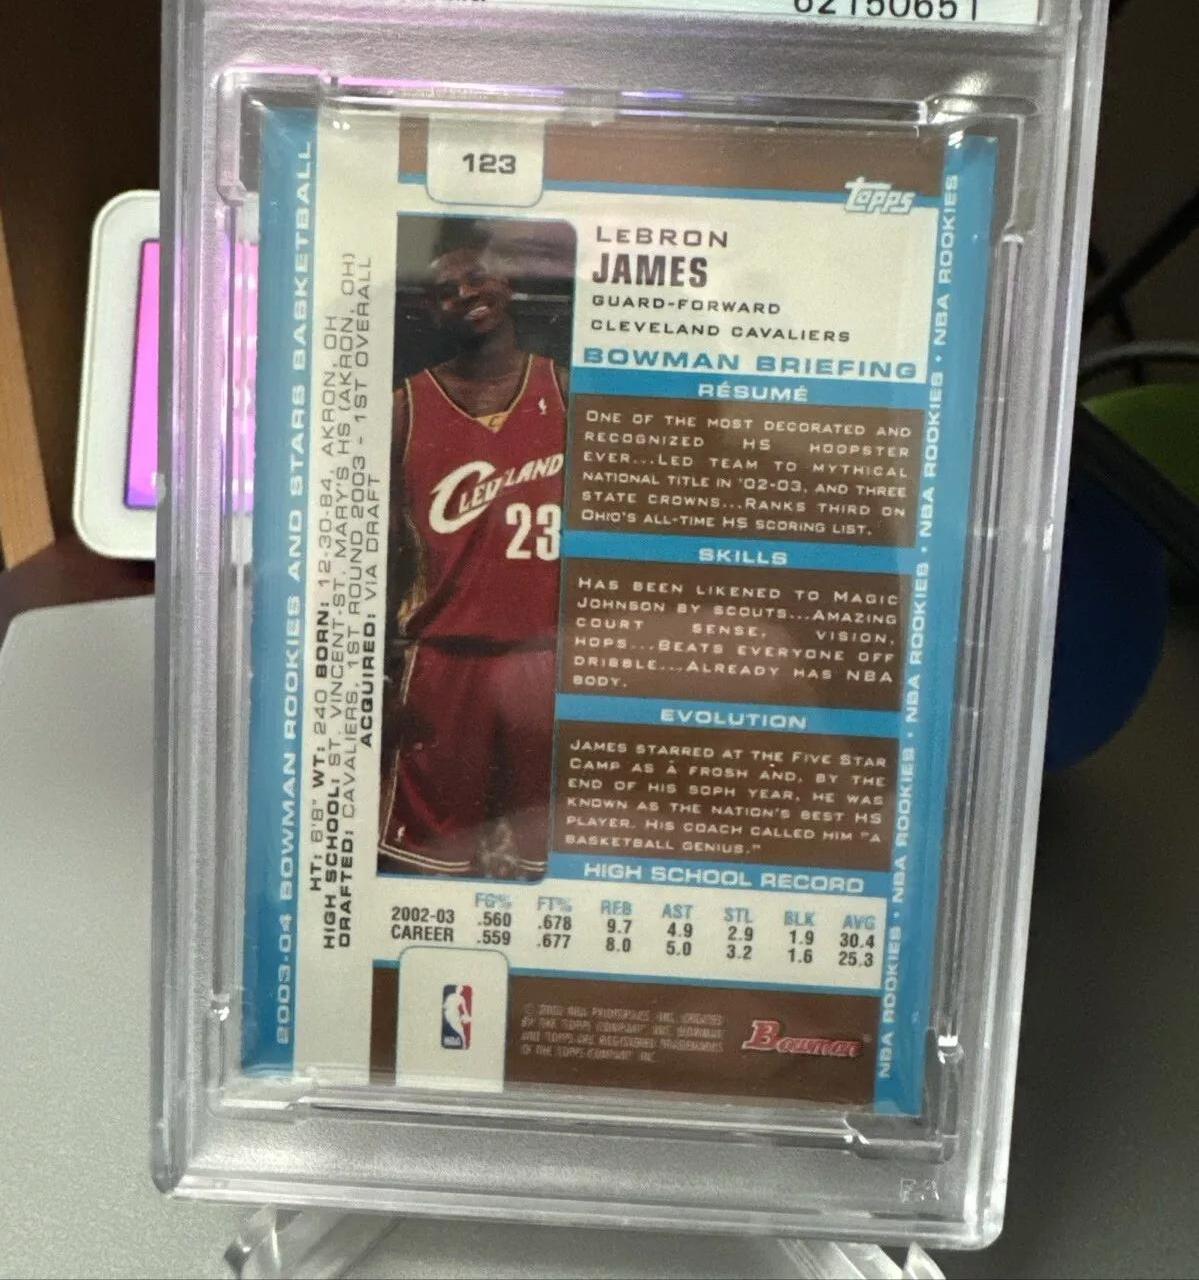 62150651
123
Topps
LEBRON
JAMES
GUARD-FORWARD
CLEVELAND CAVALIERS
BOWMAN BRIEFING
RÉSUMÉ
ONE OF THE MOST DECORATED AND
RECOGNIZED HS HOOPSTER
EVER...LED TEAM TO MYTHICAL
NATIONAL TITLE IN '02-03, AND THREE
STATE CROWNS...RANKS THIRD ON
OHIO'S ALL-TIME HS SCORING LIST.
SKILLS
HAS BEEN LIKENED TO MAGIC
JOHNSON BY SCOUTS...AMAZING
COURT SENSE, VISION,
HOPS...BEATS EVERYONE OFF
DRIBBLE...ALREADY HAS NBA
BODY.
EVOLUTION
JAMES STARRED AT THE FIVE STAR
CAMP AS A FROSH AND, BY THE
END OF HIS SOPH YEAR, HE WAS
KNOWN AS THE NATION'S BEST HS
PLAYER. HIS COACH CALLED HIM "A
BASKETBALL GENIUS."
HIGH SCHOOL RECORD
FG% FT% REB AST STL BLK AVG
2002-03 .560 .678 9.7 4.9 2.9 1.9 30.4
CAREER .559 .677 8.0 5.0 3.2 1.6 25.3
2003-04 BOWMAN ROOKIES AND STARS BASKETBALL
HT: 6'8" WT: 240 BORN: 12-30-84, AKRON, OH
HIGH SCHOOL: ST. VINCENT-ST. MARY'S HS (AKRON, OH)
DRAFTED: CAVALIERS, 1ST ROUND 2003 - 1ST OVERALL
ACQUIRED: VIA DRAFT
CLEVELAND
23
NBA ROOKIES • NBA ROOKIES • NBA ROOKIES • NBA ROOKIES • NBA ROOKIES • NBA ROOKIES
NBA
NBA PROPERTIES, INC.
BY THE TOPPS COMPANY, INC. BOWMAN
AND TOPPS ARE REGISTERED TRADEMARKS
OF THE TOPPS COMPANY, INC.
Bowman